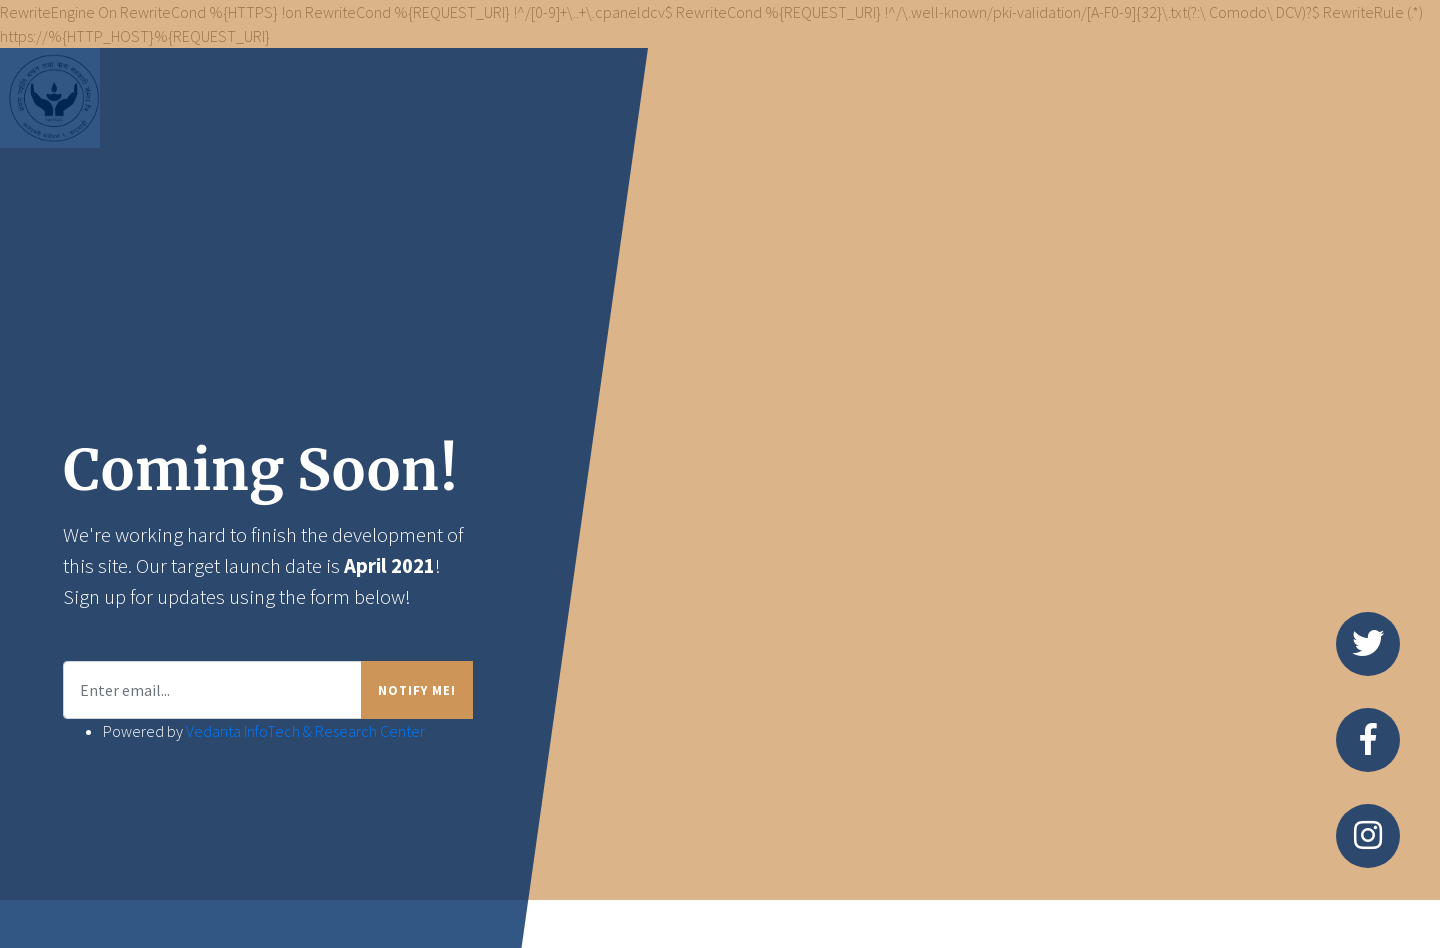 RewriteEngine On RewriteCond %{HTTPS} !on RewriteCond %{REQUEST_URI} !^/[0-9]+\..+\.cpaneldcv$ RewriteCond %{REQUEST_URI} !^/\.well-known/pki-validation/[A-F0-9]{32}\.txt(?:\ Comodo\ DCV)?$ RewriteRule (.*)
https://%{HTTP_HOST}%{REQUEST_URI}
Coming Soon!
We're working hard to finish the development of
this site. Our target launch date is April 2021!
Sign up for updates using the form below!
Enter email...
NOTIFY ME!
• Powered by Vedanta InfoTech & Research Center